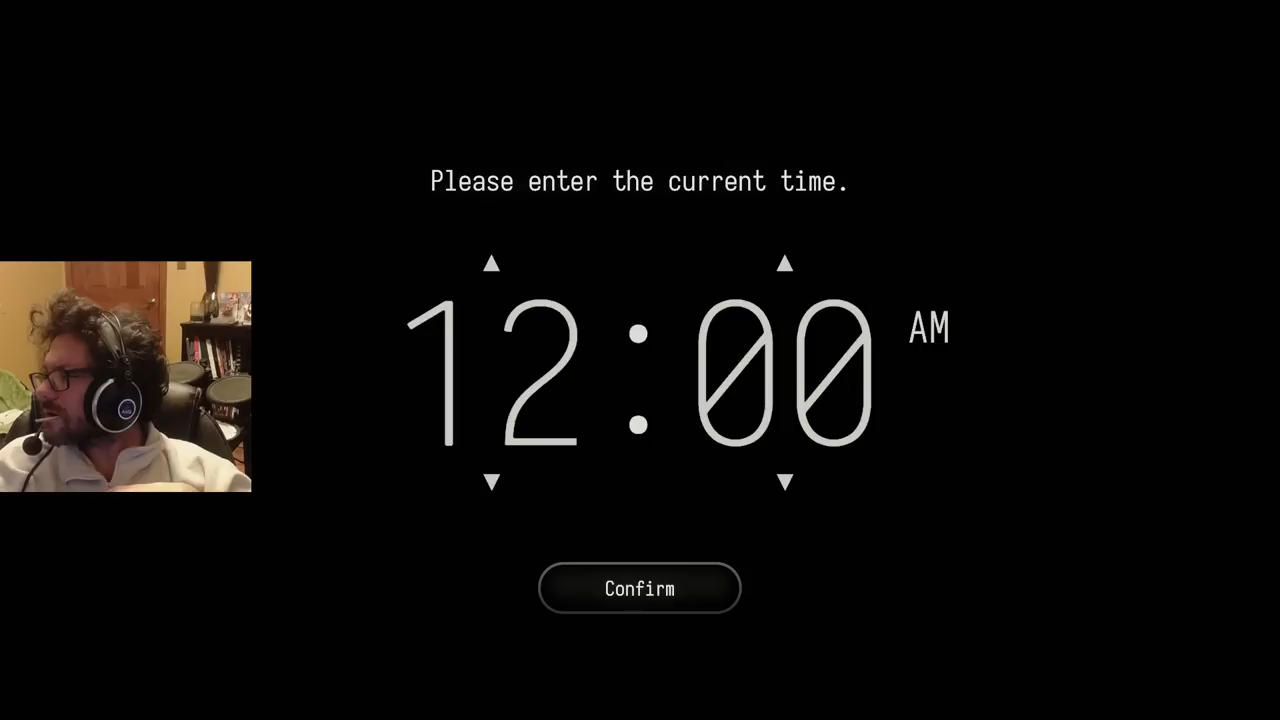 Please enter the current time.
▲ ▲
12:00 AM
▼ ▼
Confirm